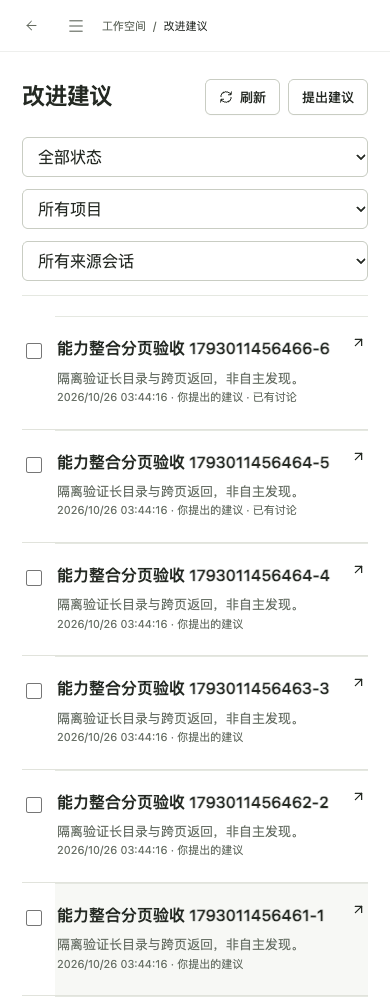 工作空间 / 改进建议
改进建议
刷新
提出建议
全部状态
所有项目
所有来源会话
能力整合分页验收 1793011456466-6
隔离验证长目录与跨页返回，非自主发现。
2026/10/26 03:44:16 · 你提出的建议 · 已有讨论
能力整合分页验收 1793011456464-5
隔离验证长目录与跨页返回，非自主发现。
2026/10/26 03:44:16 · 你提出的建议 · 已有讨论
能力整合分页验收 1793011456464-4
隔离验证长目录与跨页返回，非自主发现。
2026/10/26 03:44:16 · 你提出的建议
能力整合分页验收 1793011456463-3
隔离验证长目录与跨页返回，非自主发现。
2026/10/26 03:44:16 · 你提出的建议
能力整合分页验收 1793011456462-2
隔离验证长目录与跨页返回，非自主发现。
2026/10/26 03:44:16 · 你提出的建议
能力整合分页验收 1793011456461-1
隔离验证长目录与跨页返回，非自主发现。
2026/10/26 03:44:16 · 你提出的建议